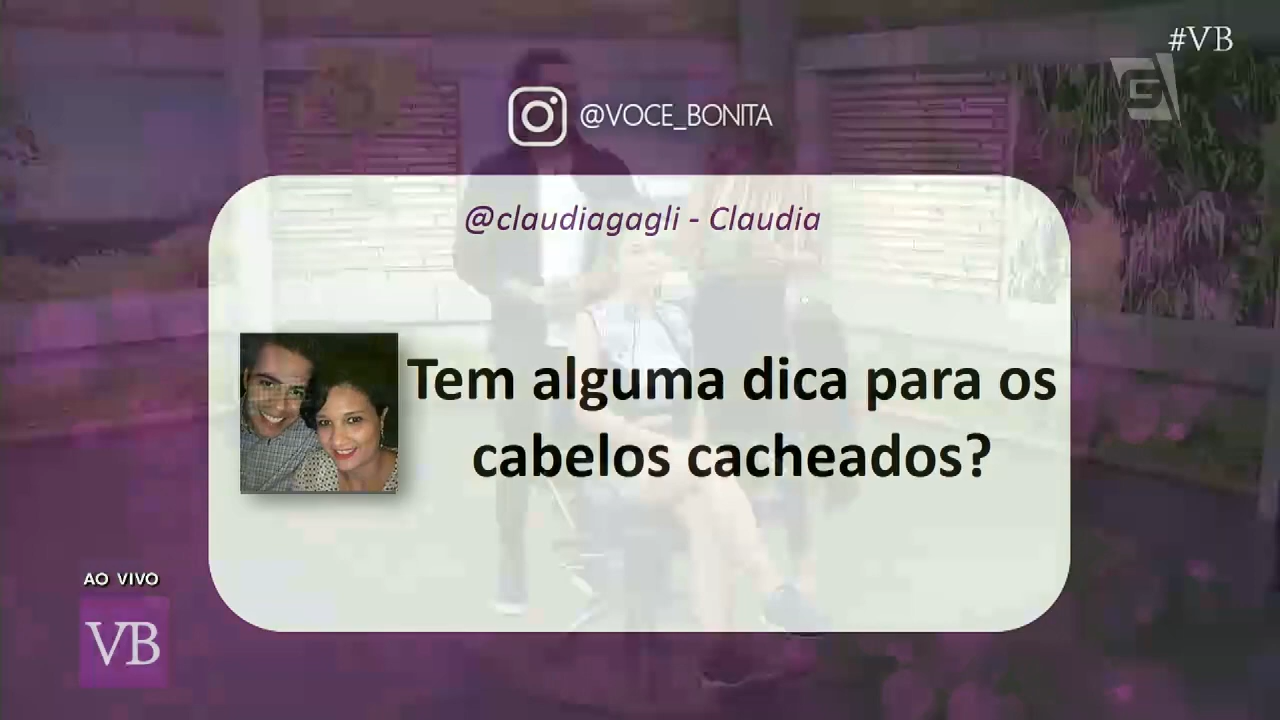 #VB
@VOCE_BONITA
@claudiagagli - Claudia
Tem alguma dica para os
cabelos cacheados?
AO VIVO
VB